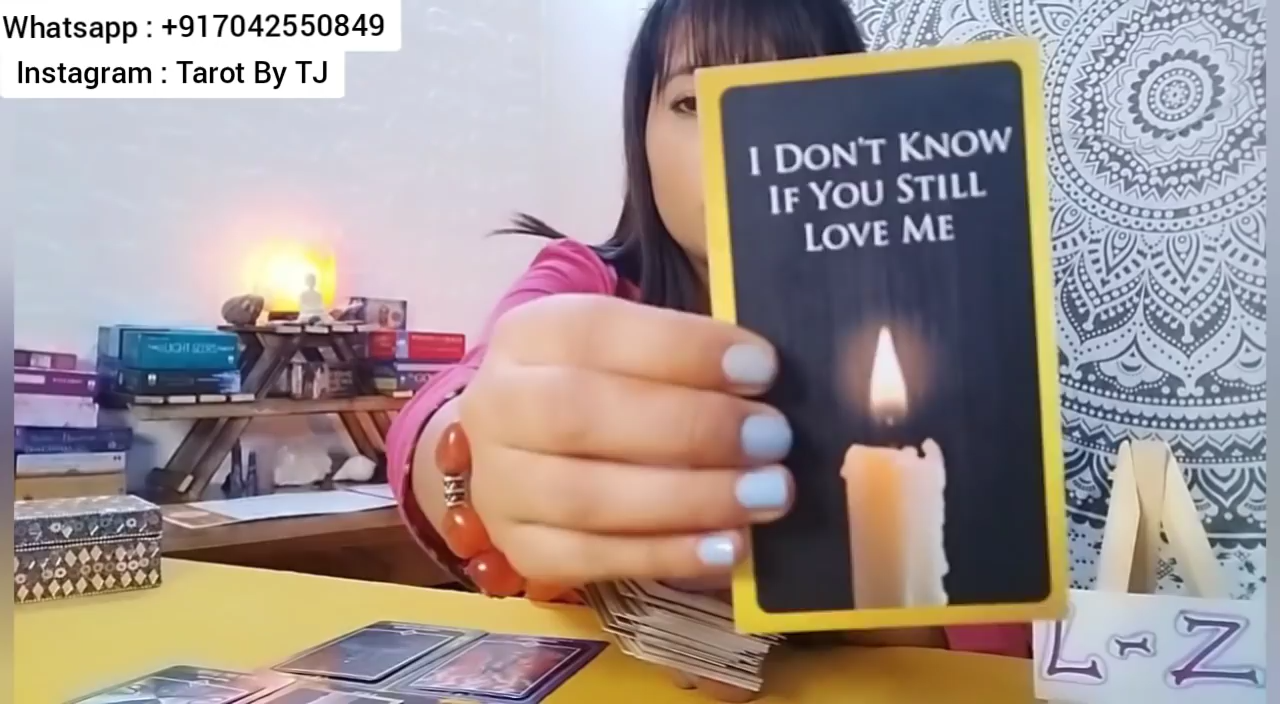 Whatsapp : +917042550849
Instagram : Tarot By TJ
I DON'T KNOW
IF YOU STILL
LOVE ME
L-Z